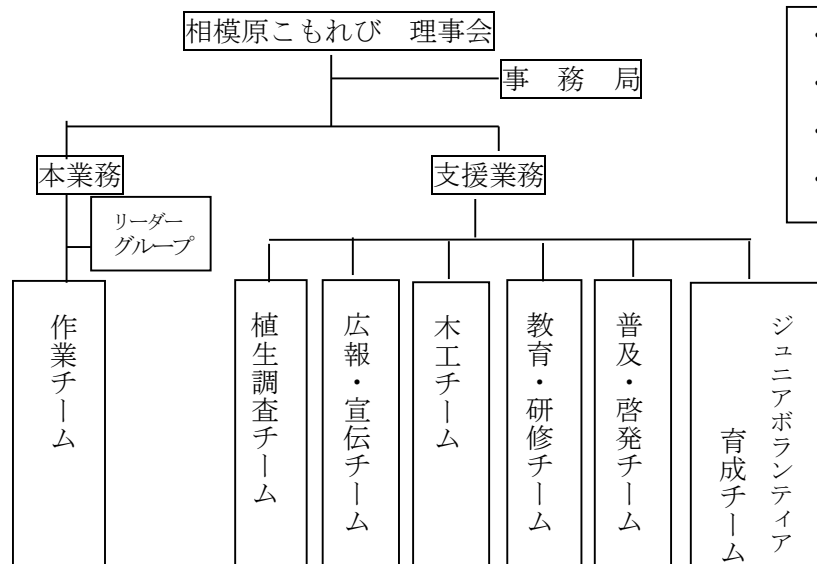 相模原こもれび　理事会
事　務　局
本業務
支援業務
リーダー
グループ
作業チーム
植生調査チーム
広報・宣伝チーム
木工チーム
教育・研修チーム
普及・啓発チーム
ジュニアボランティア
育成チーム